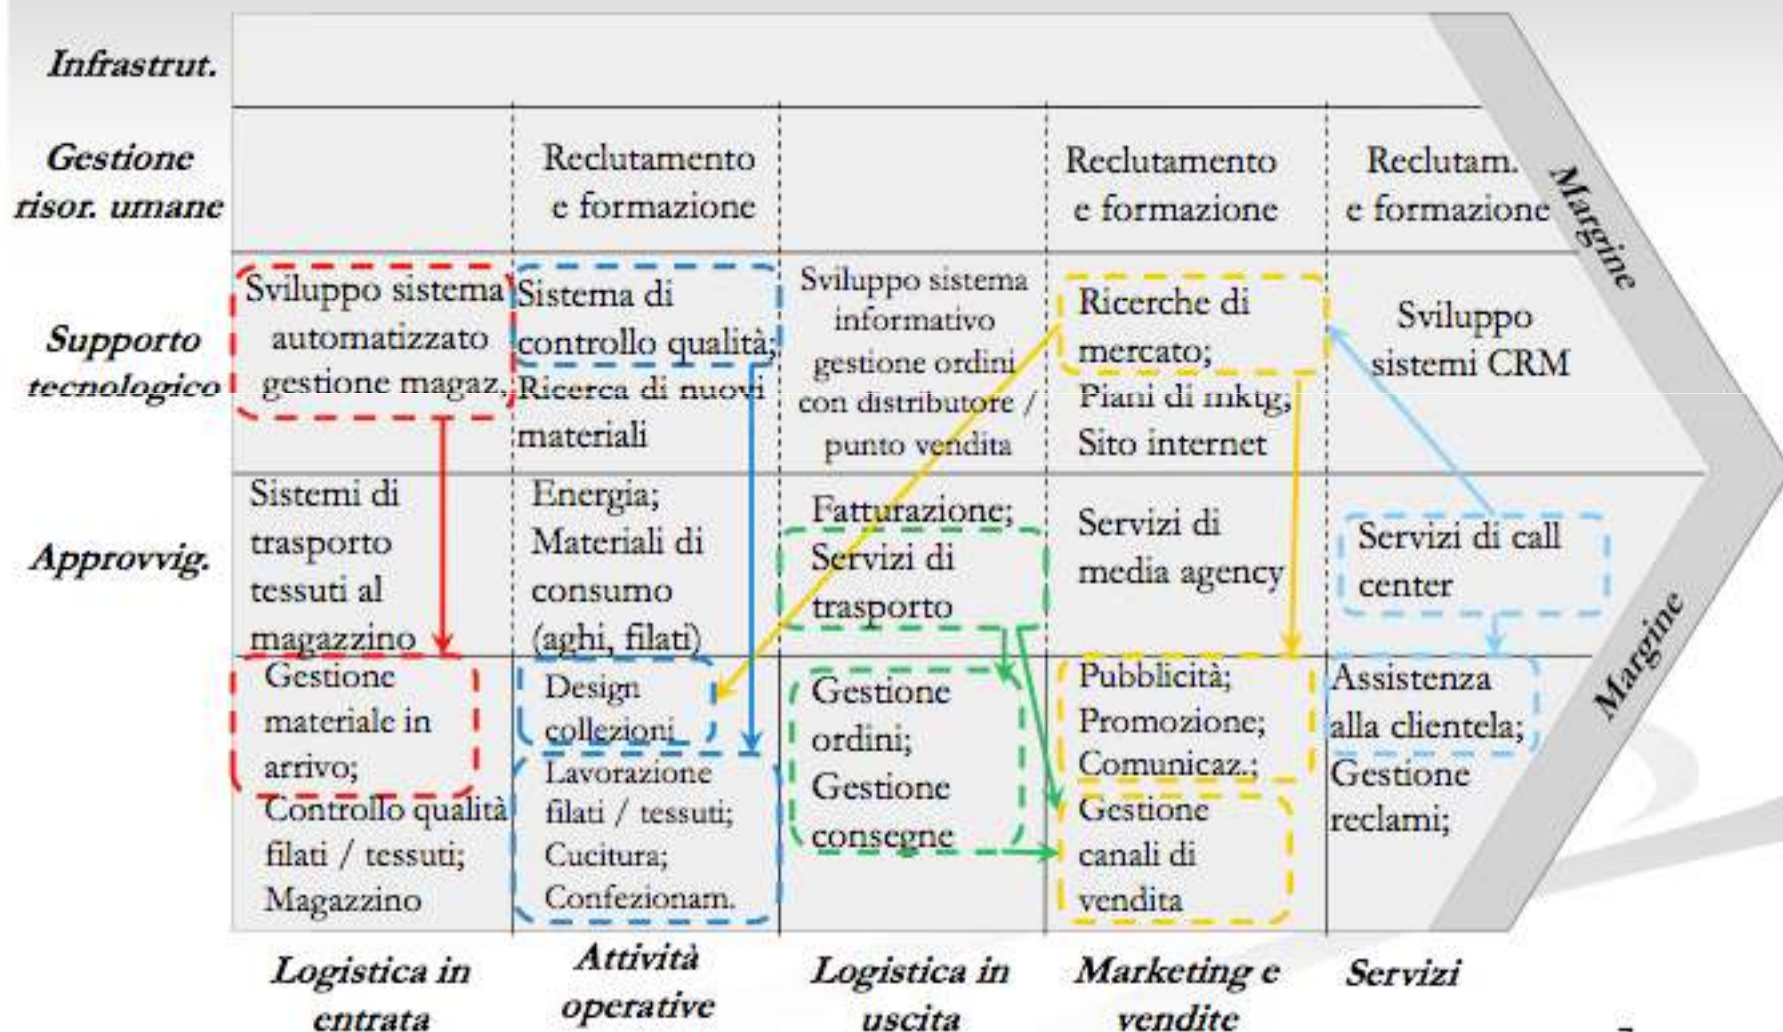 Infrastrut.
Gestione
risor. umane
Reclutamento
e formazione
Reclutamento
e formazione
Reclutam.
e formazione
Margine
Supporto
tecnologico
Sviluppo sistema
automatizzato
gestione magaz.
Sistema di
controllo qualità;
Ricerca di nuovi
materiali
Sviluppo sistema
informativo
gestione ordini
con distributore /
punto vendita
Ricerche di
mercato;
Piani di mktg;
Sito internet
Sviluppo
sistemi CRM
Approvvig.
Sistemi di
trasporto
tessuti al
magazzino
Energia;
Materiali di
consumo
(aghi, filati)
Fatturazione;
Servizi di
trasporto
Servizi di
media agency
Servizi di call
center
Margine
Gestione
materiale in
arrivo;
Controllo qualità
filati / tessuti;
Magazzino
Design
collezioni
Lavorazione
filati / tessuti;
Cucitura;
Confezionam.
Gestione
ordini;
Gestione
consegne
Pubblicità;
Promozione;
Comunicaz.;
Gestione
canali di
vendita
Assistenza
alla clientela;
Gestione
reclami;
Logistica in
entrata
Attività
operative
Logistica in
uscita
Marketing e
vendite
Servizi